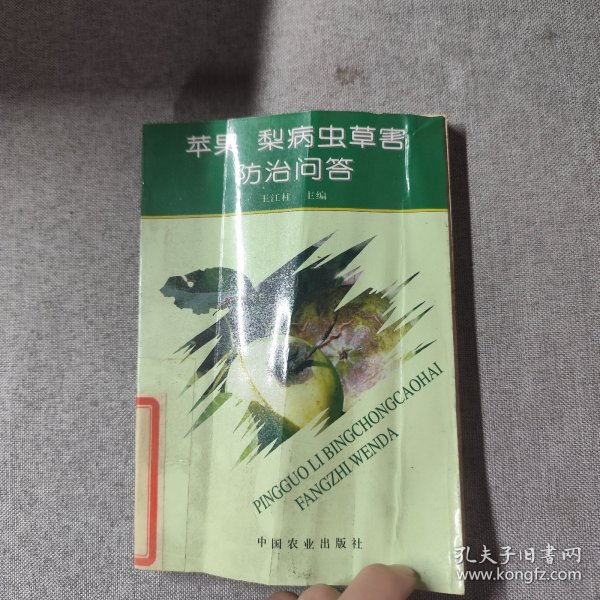 苹果 梨病虫草害
防治问答
王江柱 主编
PINGGUO LI BINGCHONGCAOHAI
FANGZHI WENDA
中国农业出版社
孔夫子旧书网
www.kongfz.com